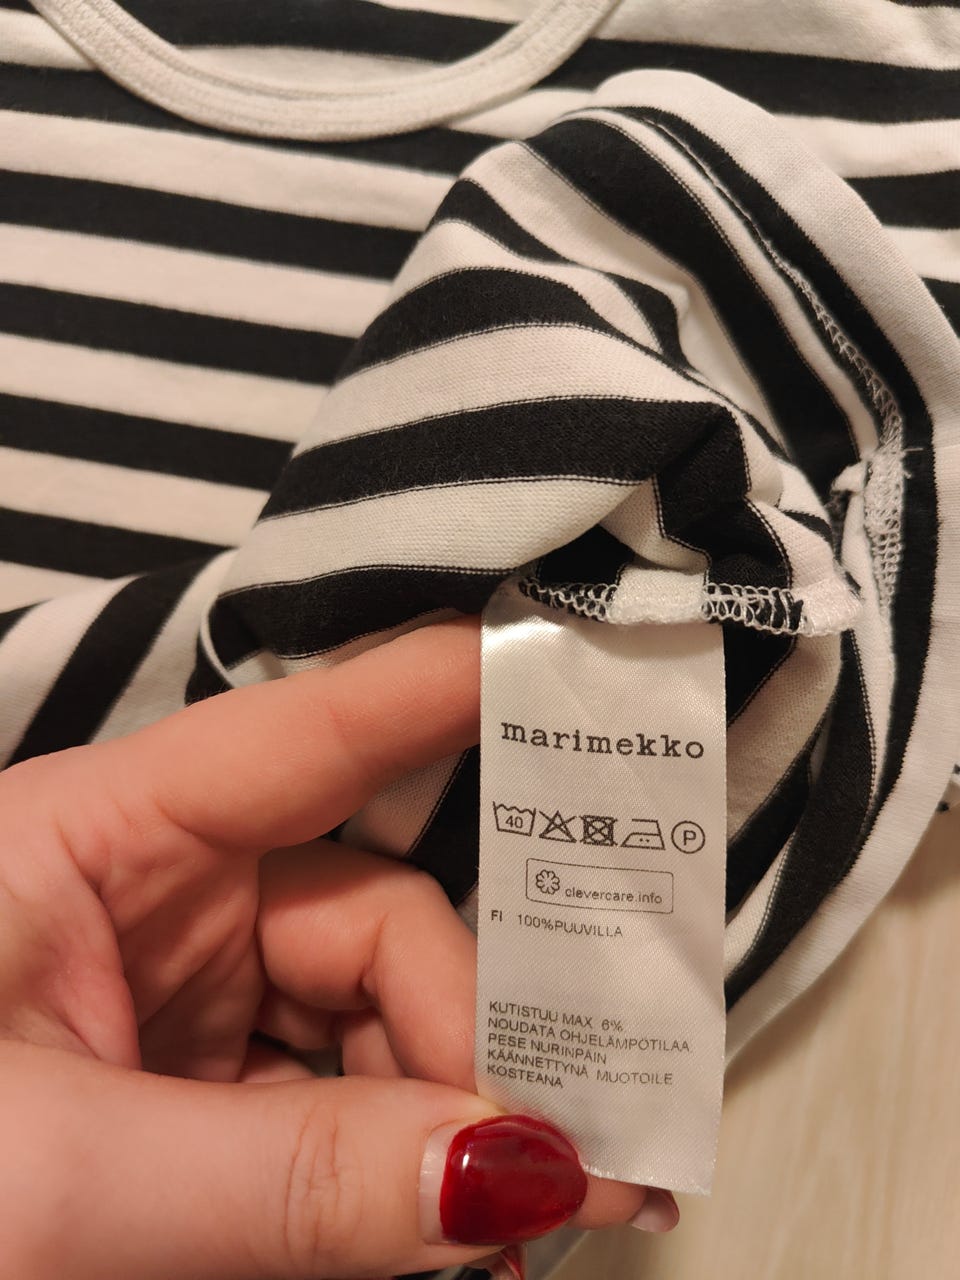 marimekko
40 P
clevercare.info
FI 100%PUUVILLA
KUTISTUU MAX 6%.
NOUDATA OHJELÄMPÖTILAA.
PESE NURINPÄIN
KÄÄNNETTYNÄ MUOTOILE
KOSTEANA